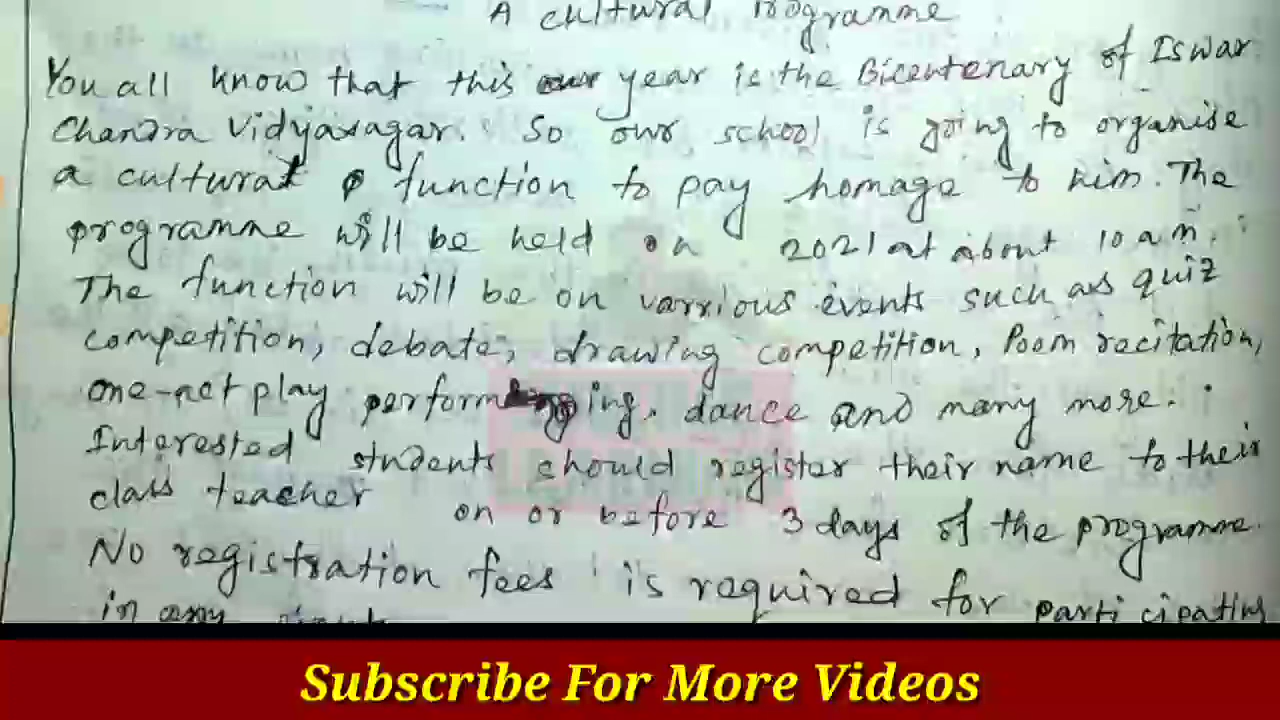 A cultural programme
You all know that this year is the Bicentenary of Iswar
Chandra Vidyasagar. So our school is going to organise
a cultural function to pay homage to him. The
programme will be held on 2021 at about 10 a.m.
The function will be on varrious events such as quiz
competition, debate, drawing competition, Poem recitation,
one-act play performing, dance and many more.
Interested students should register their name to their
class teacher on or before 3 days of the programme.
No registration fees is required for participating
in any
Subscribe For More Videos